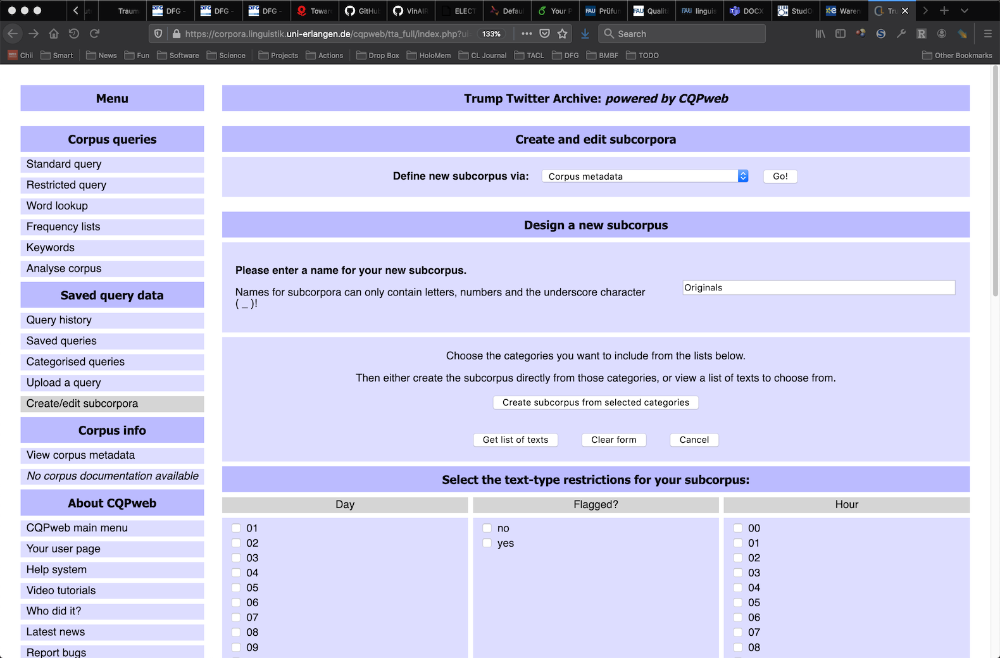 Traum
DFG -
DFG -
DFG -
Towar
GitHub
VinAIR
ELECT
Defau
Your P
FAU Prüfun
FAU Qualit
FAU linguis
DOCX
StudO
Waren
Tru
https://corpora.linguistik.uni-erlangen.de/cqpweb/tta_full/index.php?ui
133%
Search
Chii
Smart
News
Fun
Software
Science
Projects
Actions
Drop Box
HoloMem
CL Journal
TACL
DFG
BMBF
TODO
Other Bookmarks
Menu
Corpus queries
Standard query
Restricted query
Word lookup
Frequency lists
Keywords
Analyse corpus
Saved query data
Query history
Saved queries
Categorised queries
Upload a query
Create/edit subcorpora
Corpus info
View corpus metadata
No corpus documentation available
About CQPweb
CQPweb main menu
Your user page
Help system
Video tutorials
Who did it?
Latest news
Report bugs
Trump Twitter Archive: powered by CQPweb
Create and edit subcorpora
Define new subcorpus via: Corpus metadata Go!
Design a new subcorpus
Please enter a name for your new subcorpus.
Names for subcorpora can only contain letters, numbers and the underscore character
( _ )!
Originals
Choose the categories you want to include from the lists below.
Then either create the subcorpus directly from those categories, or view a list of texts to choose from.
Create subcorpus from selected categories
Get list of texts
Clear form
Cancel
Select the text-type restrictions for your subcorpus:
Day
01
02
03
04
05
06
07
08
09
Flagged?
no
yes
Hour
00
01
02
03
04
05
06
07
08